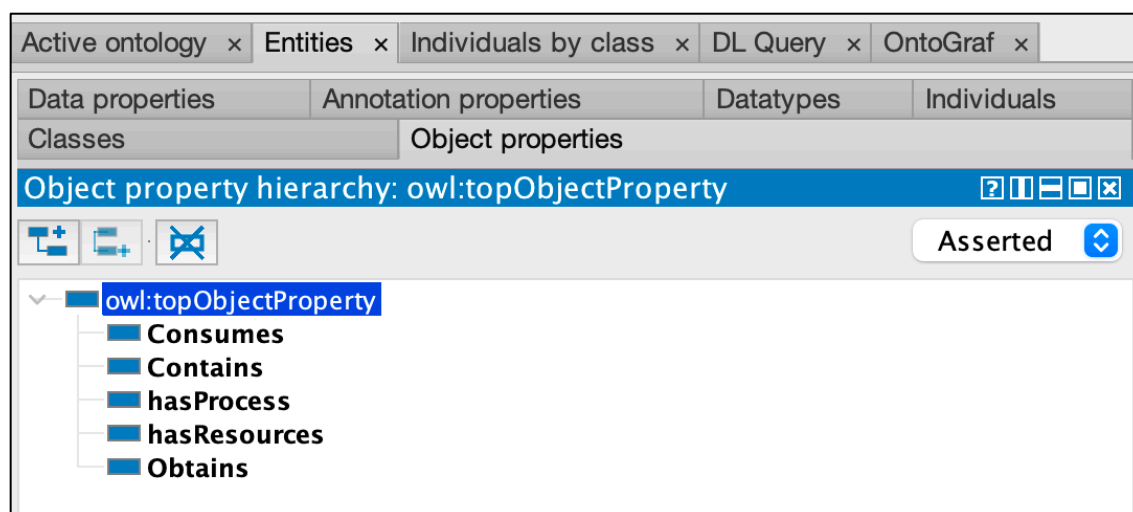 Active ontology × Entities × Individuals by class × DL Query × OntoGraf ×
Data properties Annotation properties Datatypes Individuals
Classes Object properties
Object property hierarchy: owl:topObjectProperty
Asserted
owl:topObjectProperty
Consumes
Contains
hasProcess
hasResources
Obtains